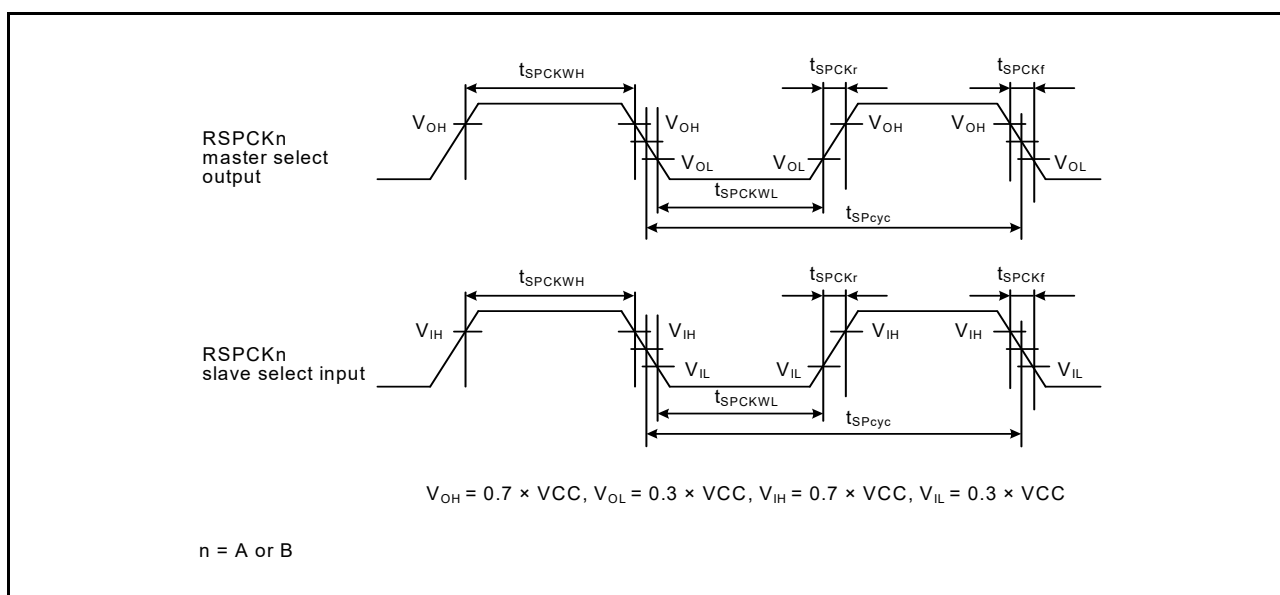 tSPCKWH
tSPCKr
tSPCKf
VOH
VOH
VOH
VOH
RSPCKn
master select
output
VOL
VOL
VOL
tSPCKWL
tSPcyc
tSPCKWH
tSPCKr
tSPCKf
VIH
VIH
VIH
VIH
RSPCKn
slave select input
VIL
VIL
VIL
tSPCKWL
tSPcyc
VOH = 0.7 × VCC, VOL = 0.3 × VCC, VIH = 0.7 × VCC, VIL = 0.3 × VCC
n = A or B